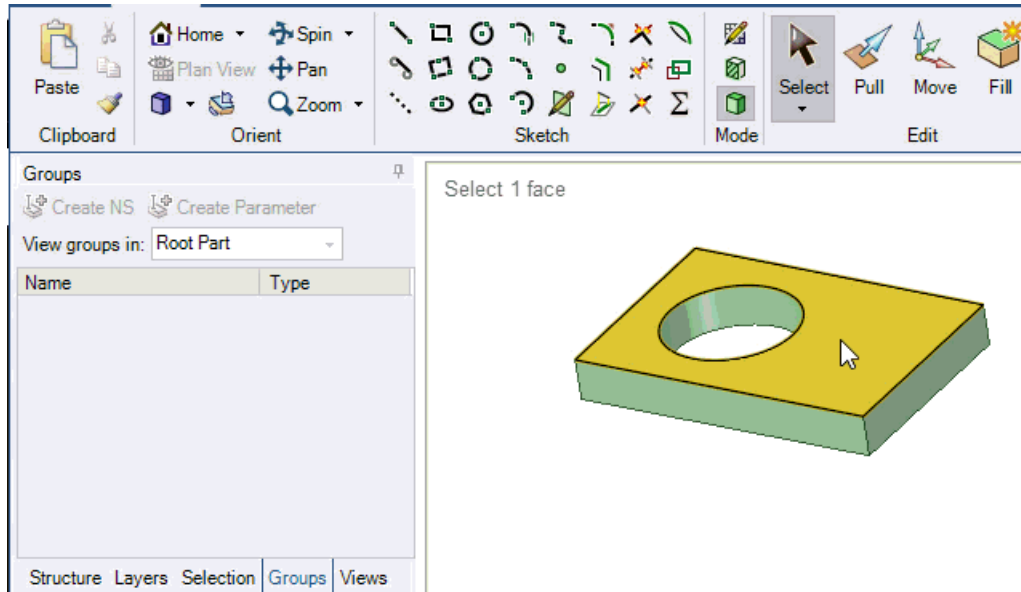 Home Spin
Plan View Pan
Paste Zoom
Select Pull Move Fill
Clipboard Orient Sketch Mode Edit
Groups
Create NS Create Parameter
View groups in: Root Part
Name Type
Structure Layers Selection Groups Views
Select 1 face